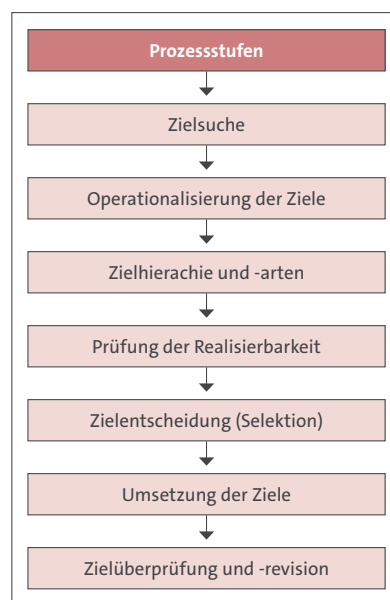 Prozessstufen
Zielsuche
Operationalisierung der Ziele
Zielhierachie und -arten
Prüfung der Realisierbarkeit
Zielentscheidung (Selektion)
Umsetzung der Ziele
Zielüberprüfung und -revision